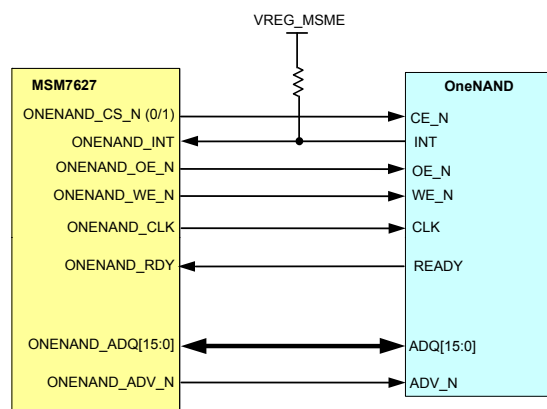 VREG_MSME
MSM7627
OneNAND
ONENAND_CS_N (0/1)
CE_N
ONENAND_INT
INT
ONENAND_OE_N
OE_N
ONENAND_WE_N
WE_N
ONENAND_CLK
CLK
ONENAND_RDY
READY
ONENAND_ADQ[15:0]
ADQ[15:0]
ONENAND_ADV_N
ADV_N